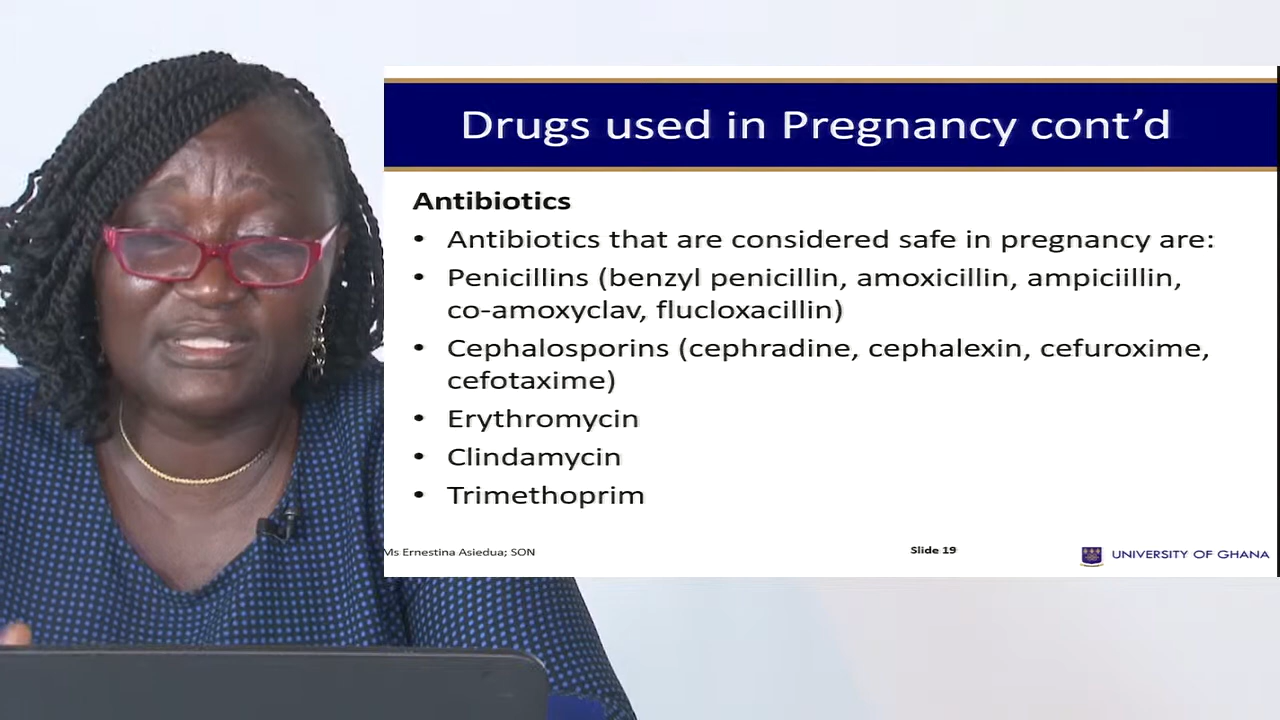 Drugs used in Pregnancy cont’d
Antibiotics
• Antibiotics that are considered safe in pregnancy are:
• Penicillins (benzyl penicillin, amoxicillin, ampiciillin,
co-amoxyclav, flucloxacillin)
• Cephalosporins (cephradine, cephalexin, cefuroxime,
cefotaxime)
• Erythromycin
• Clindamycin
• Trimethoprim
Ms Ernestina Asiedua; SON
Slide 19
UNIVERSITY OF GHANA